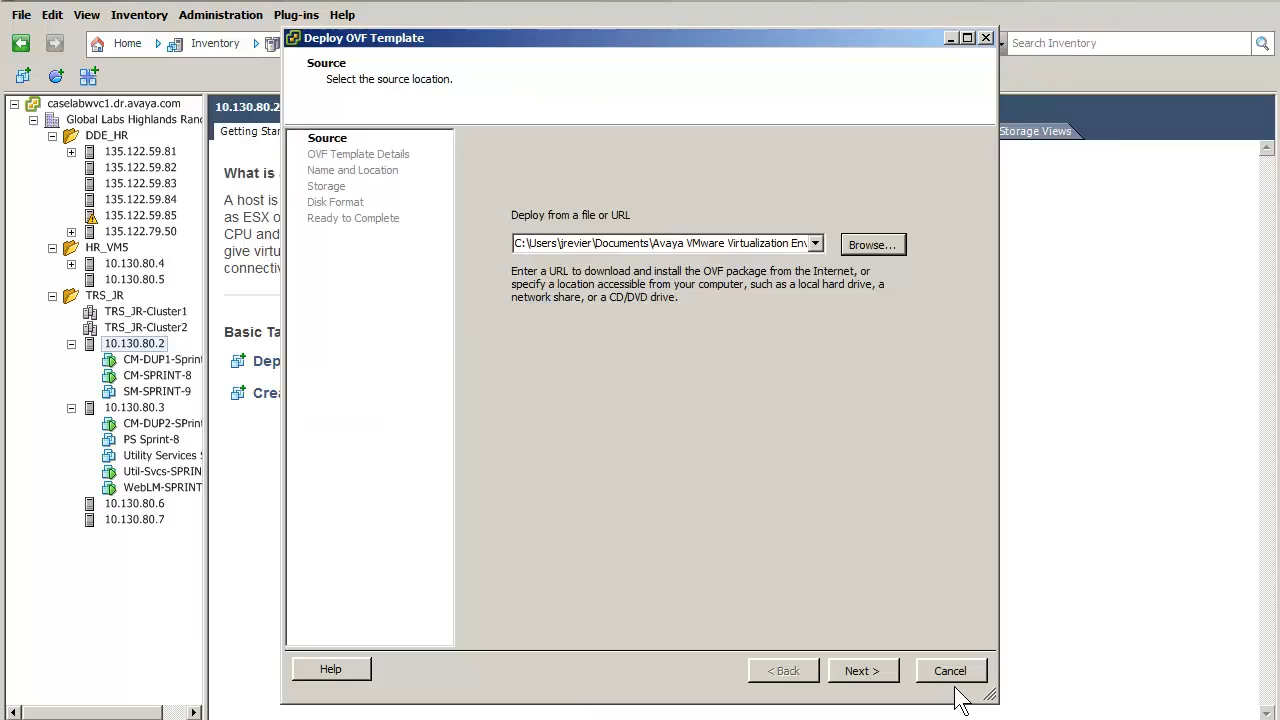 File Edit View Inventory Administration Plug-ins Help
Home Inventory Search Inventory
Deploy OVF Template
Source
Select the source location.
caselabwvc1.dr.avaya.com
Global Labs Highlands Ran
DDE_HR
135.122.59.81
135.122.59.82
135.122.59.83
135.122.59.84
135.122.59.85
135.122.79.50
HR_VM5
10.130.80.4
10.130.80.5
TRS_JR
TRS_JR-Cluster1
TRS_JR-Cluster2
10.130.80.2
CM-DUP1-Sprint
CM-SPRINT-8
SM-SPRINT-9
10.130.80.3
CM-DUP2-SPrin
PS Sprint-8
Utility Services S
Util-Svcs-SPRIN
WebLM-SPRINT
10.130.80.6
10.130.80.7
10.130.80.2
Getting Star
Storage Views
What is
A host is
as ESX o
CPU and
give virtu
connectiv
Basic Ta
Dep
Crea
Source
OVF Template Details
Name and Location
Storage
Disk Format
Ready to Complete
Deploy from a file or URL
C:\Users\jrevier\Documents\Avaya VMware Virtualization Env
Browse...
Enter a URL to download and install the OVF package from the Internet, or
specify a location accessible from your computer, such as a local hard drive, a
network share, or a CD/DVD drive.
Help < Back Next > Cancel